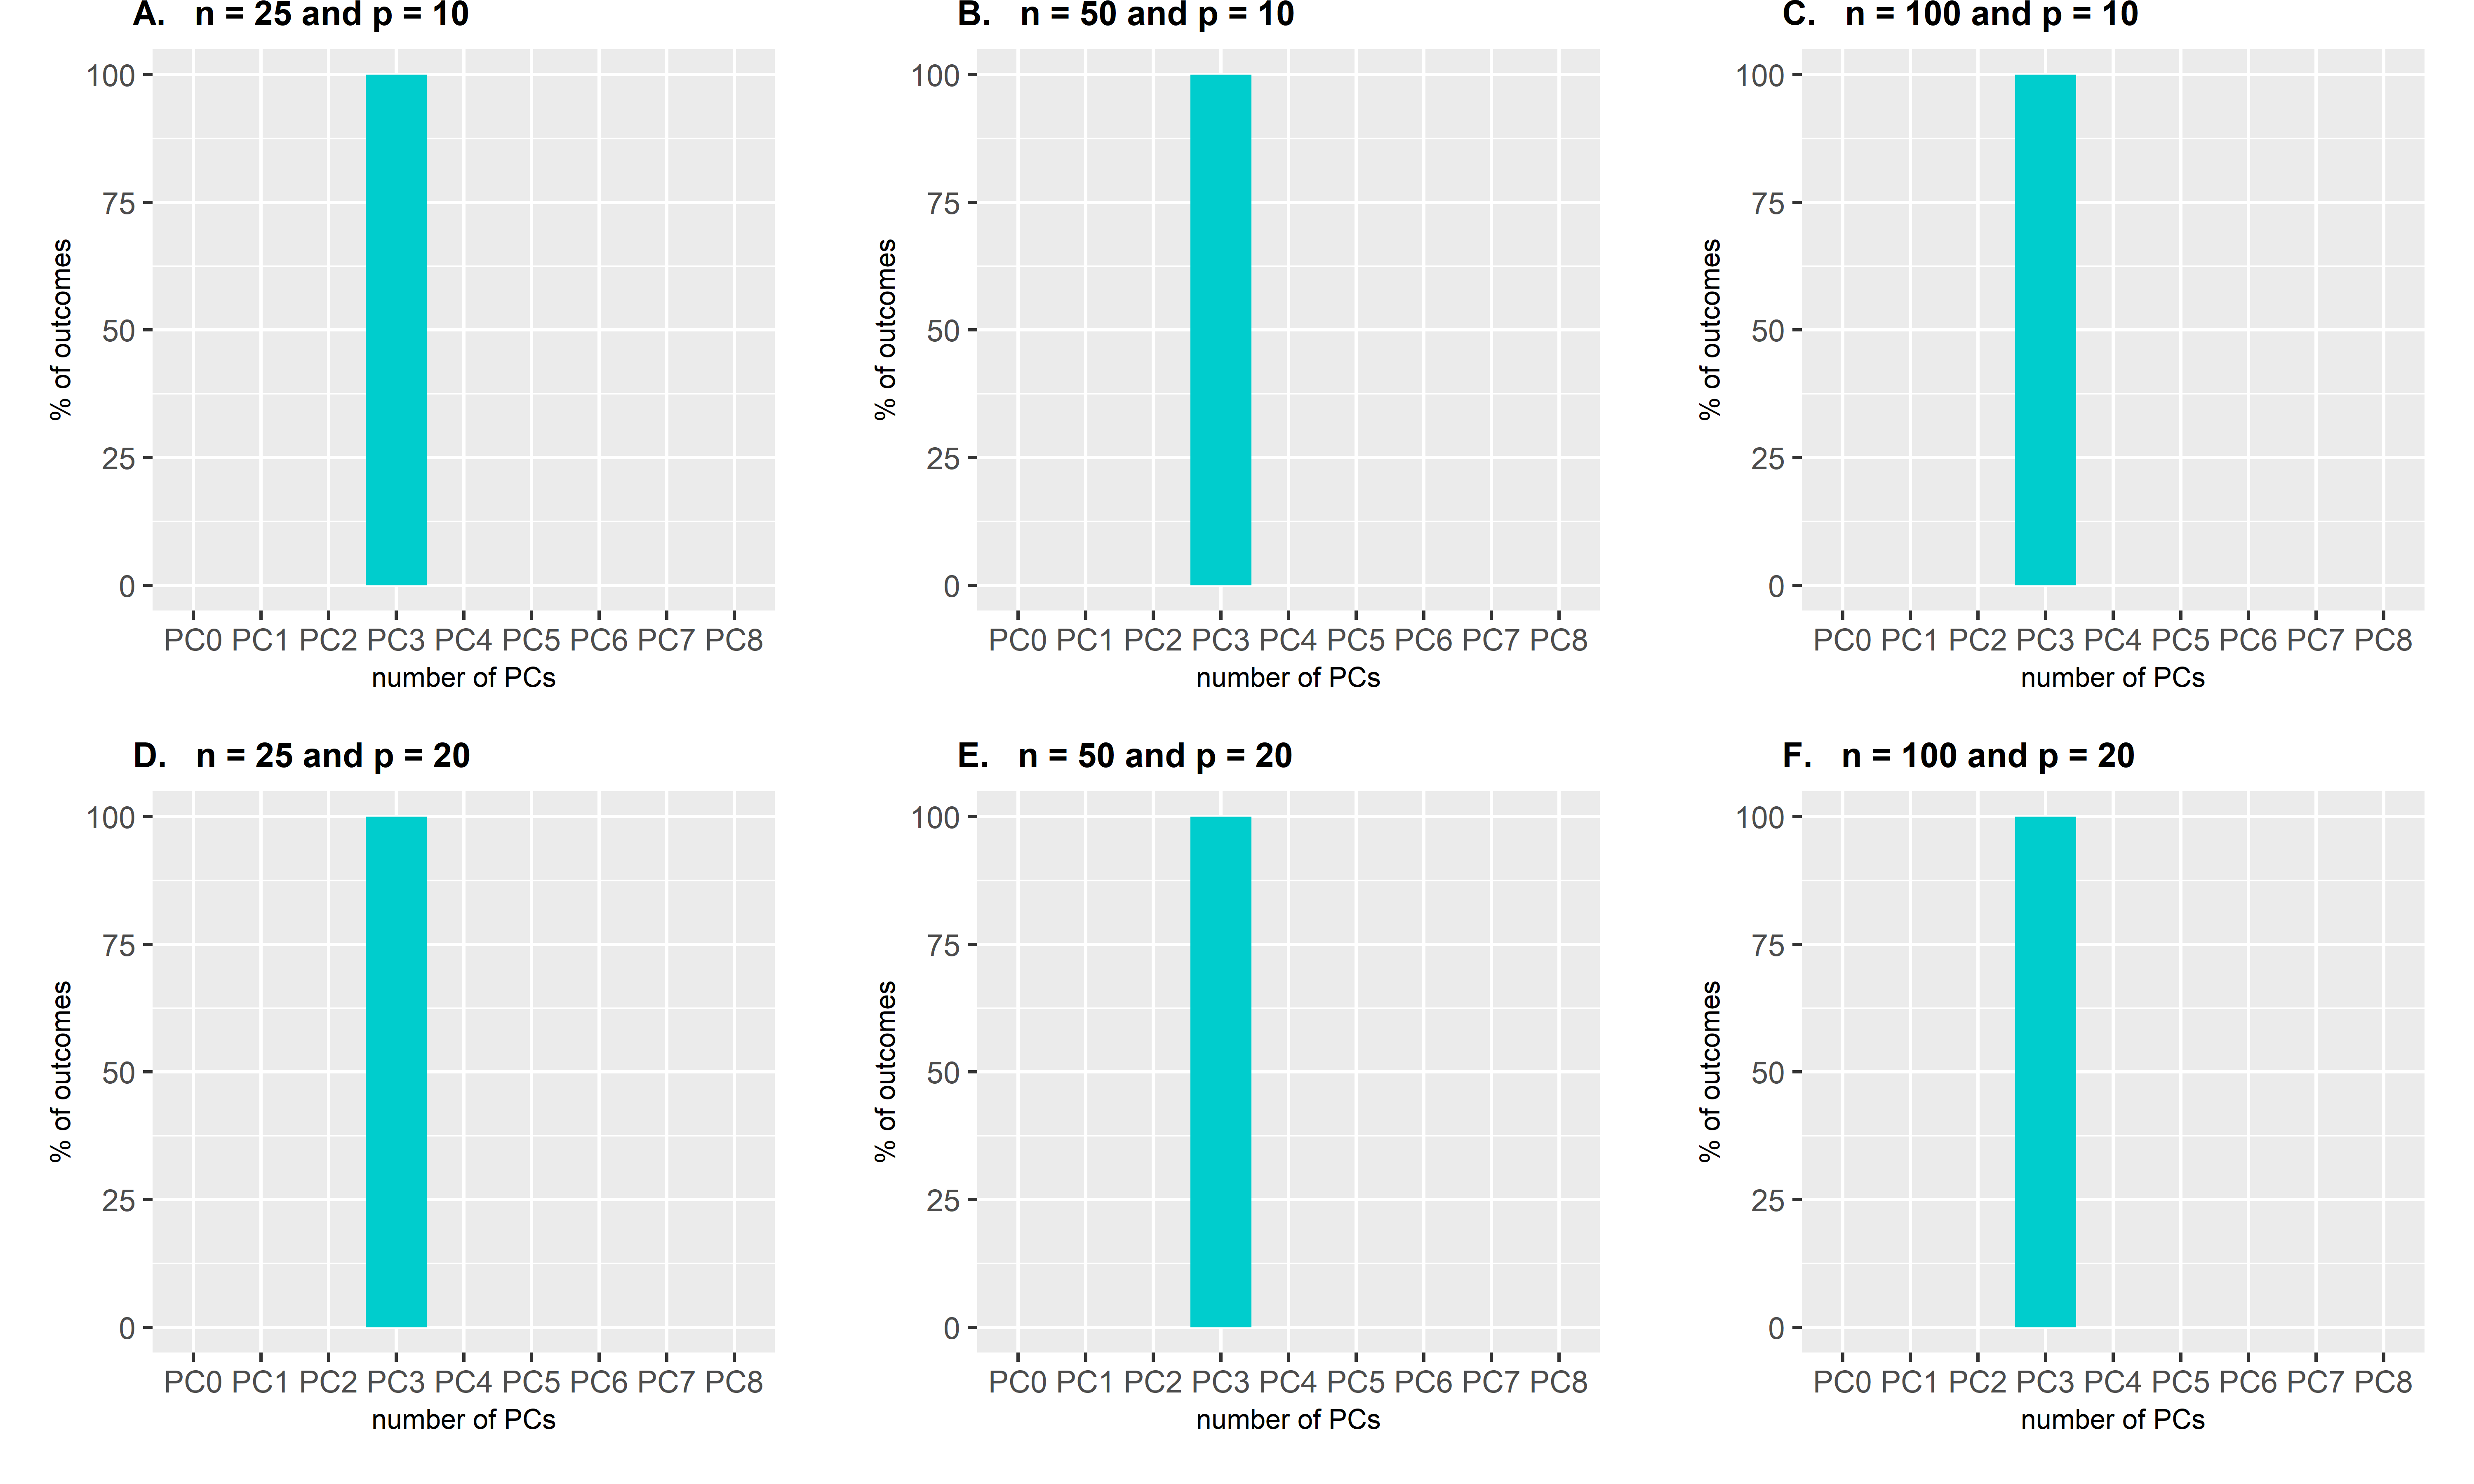 A. n = 25 and p = 10
B. n = 50 and p = 10
C. n = 100 and p = 10
100
75
50
25
0
% of outcomes
PC0 PC1 PC2 PC3 PC4 PC5 PC6 PC7 PC8
number of PCs
100
75
50
25
0
% of outcomes
PC0 PC1 PC2 PC3 PC4 PC5 PC6 PC7 PC8
number of PCs
100
75
50
25
0
% of outcomes
PC0 PC1 PC2 PC3 PC4 PC5 PC6 PC7 PC8
number of PCs
D. n = 25 and p = 20
E. n = 50 and p = 20
F. n = 100 and p = 20
100
75
50
25
0
% of outcomes
PC0 PC1 PC2 PC3 PC4 PC5 PC6 PC7 PC8
number of PCs
100
75
50
25
0
% of outcomes
PC0 PC1 PC2 PC3 PC4 PC5 PC6 PC7 PC8
number of PCs
100
75
50
25
0
% of outcomes
PC0 PC1 PC2 PC3 PC4 PC5 PC6 PC7 PC8
number of PCs